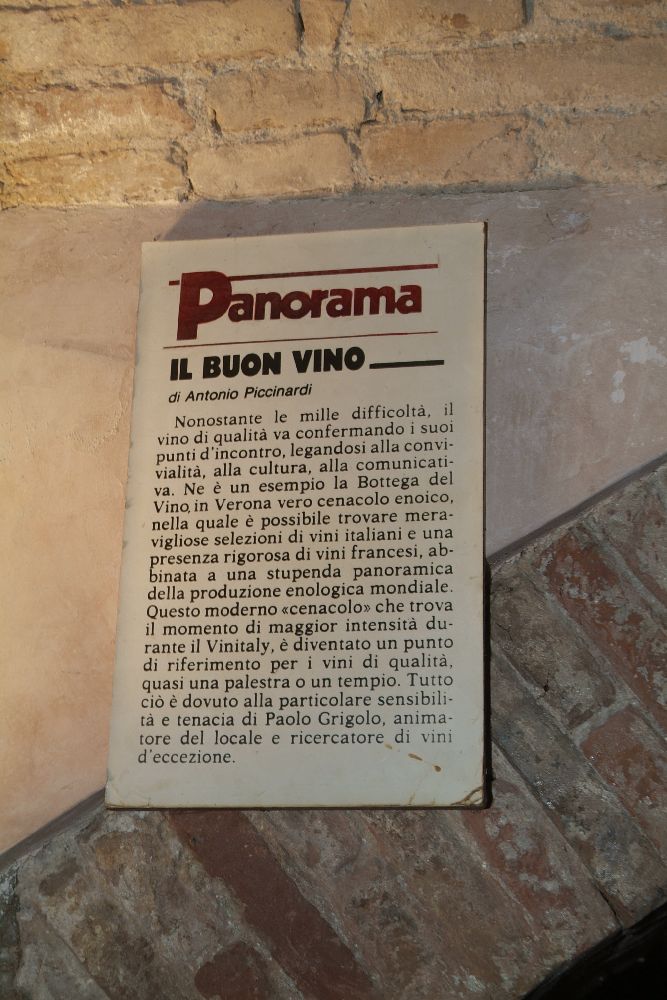 Panorama
IL BUON VINO
di Antonio Piccinardi
Nonostante le mille difficoltà, il
vino di qualità va confermando i suoi
punti d'incontro, legandosi alla convi-
vialità, alla cultura, alla comunicati-
va. Ne è un esempio la Bottega del
Vino, in Verona vero cenacolo enoico,
nella quale è possibile trovare mera-
vigliose selezioni di vini italiani e una
presenza rigorosa di vini francesi, ab-
binata a una stupenda panoramica
della produzione enologica mondiale.
Questo moderno «cenacolo» che trova
il momento di maggior intensità du-
rante il Vinitaly, è diventato un punto
di riferimento per i vini di qualità,
quasi una palestra o un tempio. Tutto
ciò è dovuto alla particolare sensibili-
tà e tenacia di Paolo Grigolo, anima-
tore del locale e ricercatore di vini
d'eccezione.